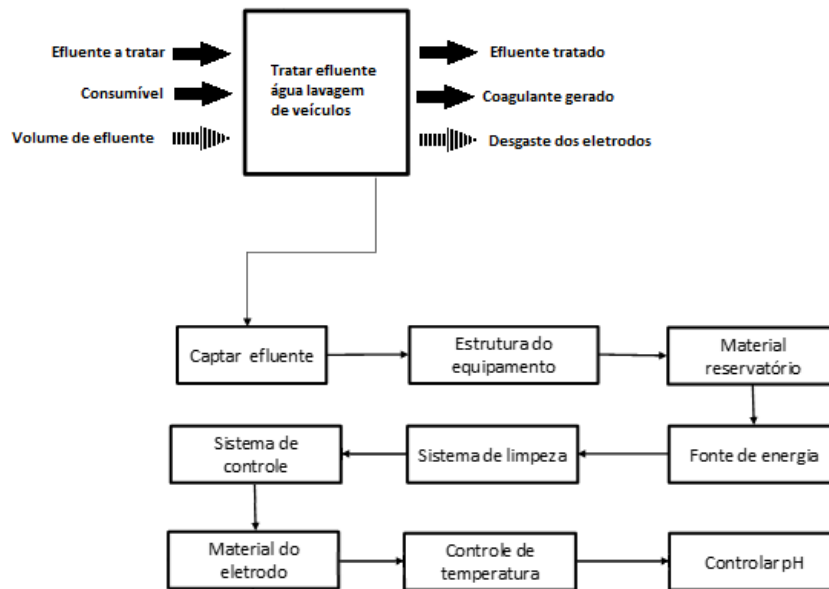 Efluente a tratar
Consumível
Volume de efluente
Tratar efluente
água lavagem
de veículos
Efluente tratado
Coagulante gerado
Desgaste dos eletrodos
Captar efluente
Estrutura do
equipamento
Material
reservatório
Sistema de
controle
Sistema de limpeza
Fonte de energia
Material do
eletrodo
Controle de
temperatura
Controlar pH